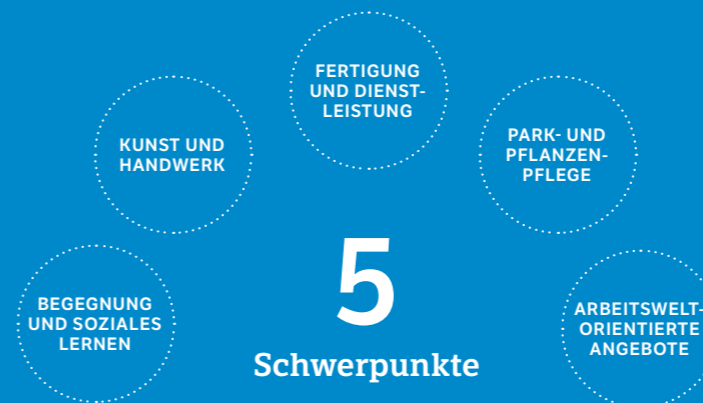 FERTIGUNG
UND DIENST-
LEISTUNG
KUNST UND
HANDWERK
PARK- UND
PFLANZEN-
PFLEGE
BEGEGNUNG
UND SOZIALES
LERNEN
5
Schwerpunkte
ARBEITSWELT-
ORIENTIERTE
ANGEBOTE